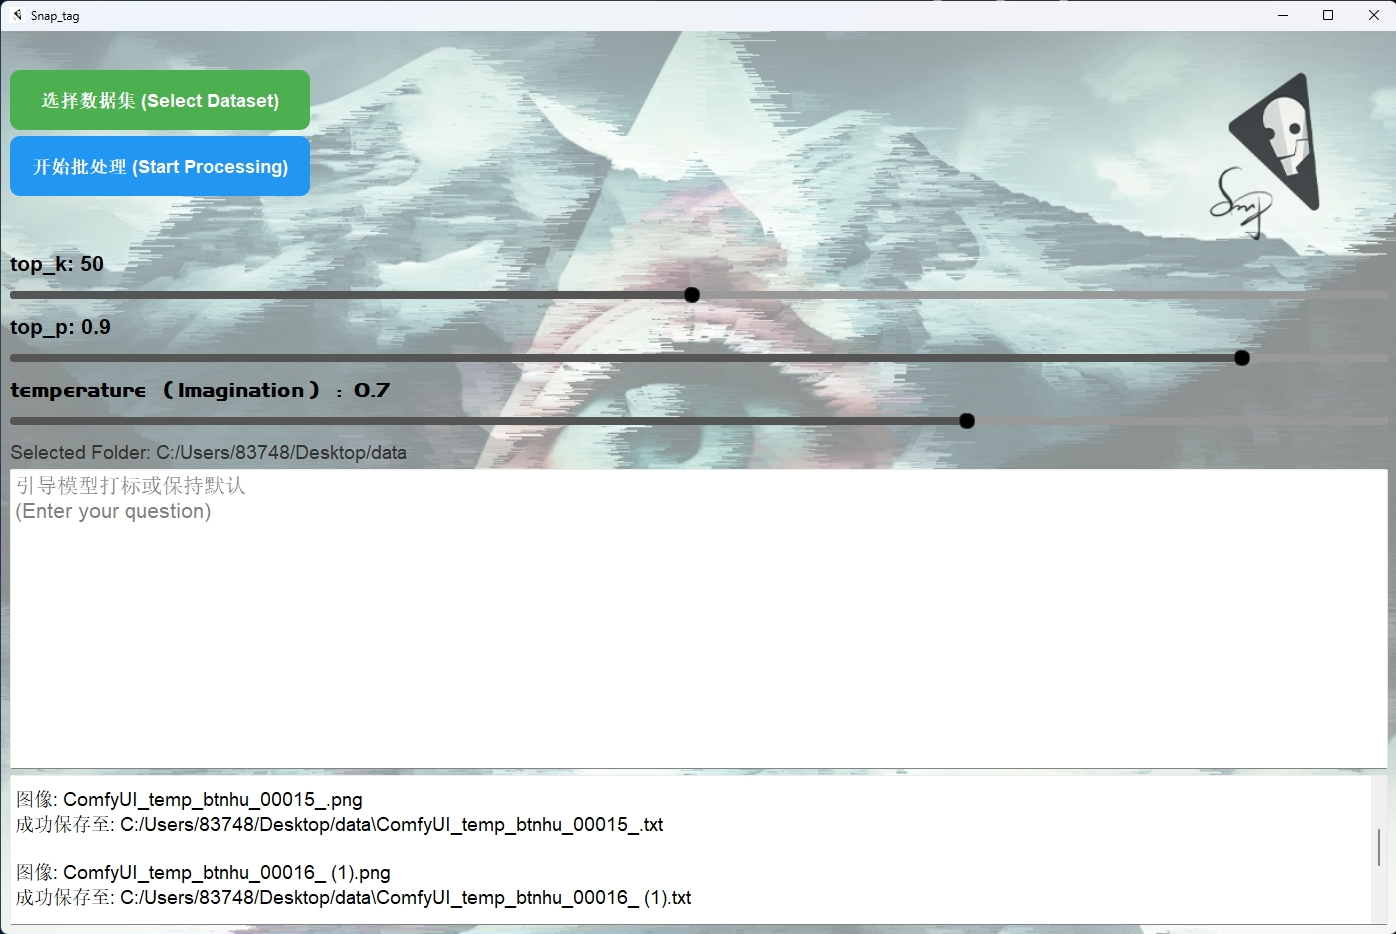 Snap_tag
选择数据集 (Select Dataset)
开始批处理 (Start Processing)
Snap
top_k: 50
top_p: 0.9
temperature （Imagination）: 0.7
Selected Folder: C:/Users/83748/Desktop/data
引导模型打标或保持默认
(Enter your question)
图像: ComfyUI_temp_btnhu_00015_.png
成功保存至: C:/Users/83748/Desktop/data\ComfyUI_temp_btnhu_00015_.txt
图像: ComfyUI_temp_btnhu_00016_ (1).png
成功保存至: C:/Users/83748/Desktop/data\ComfyUI_temp_btnhu_00016_ (1).txt